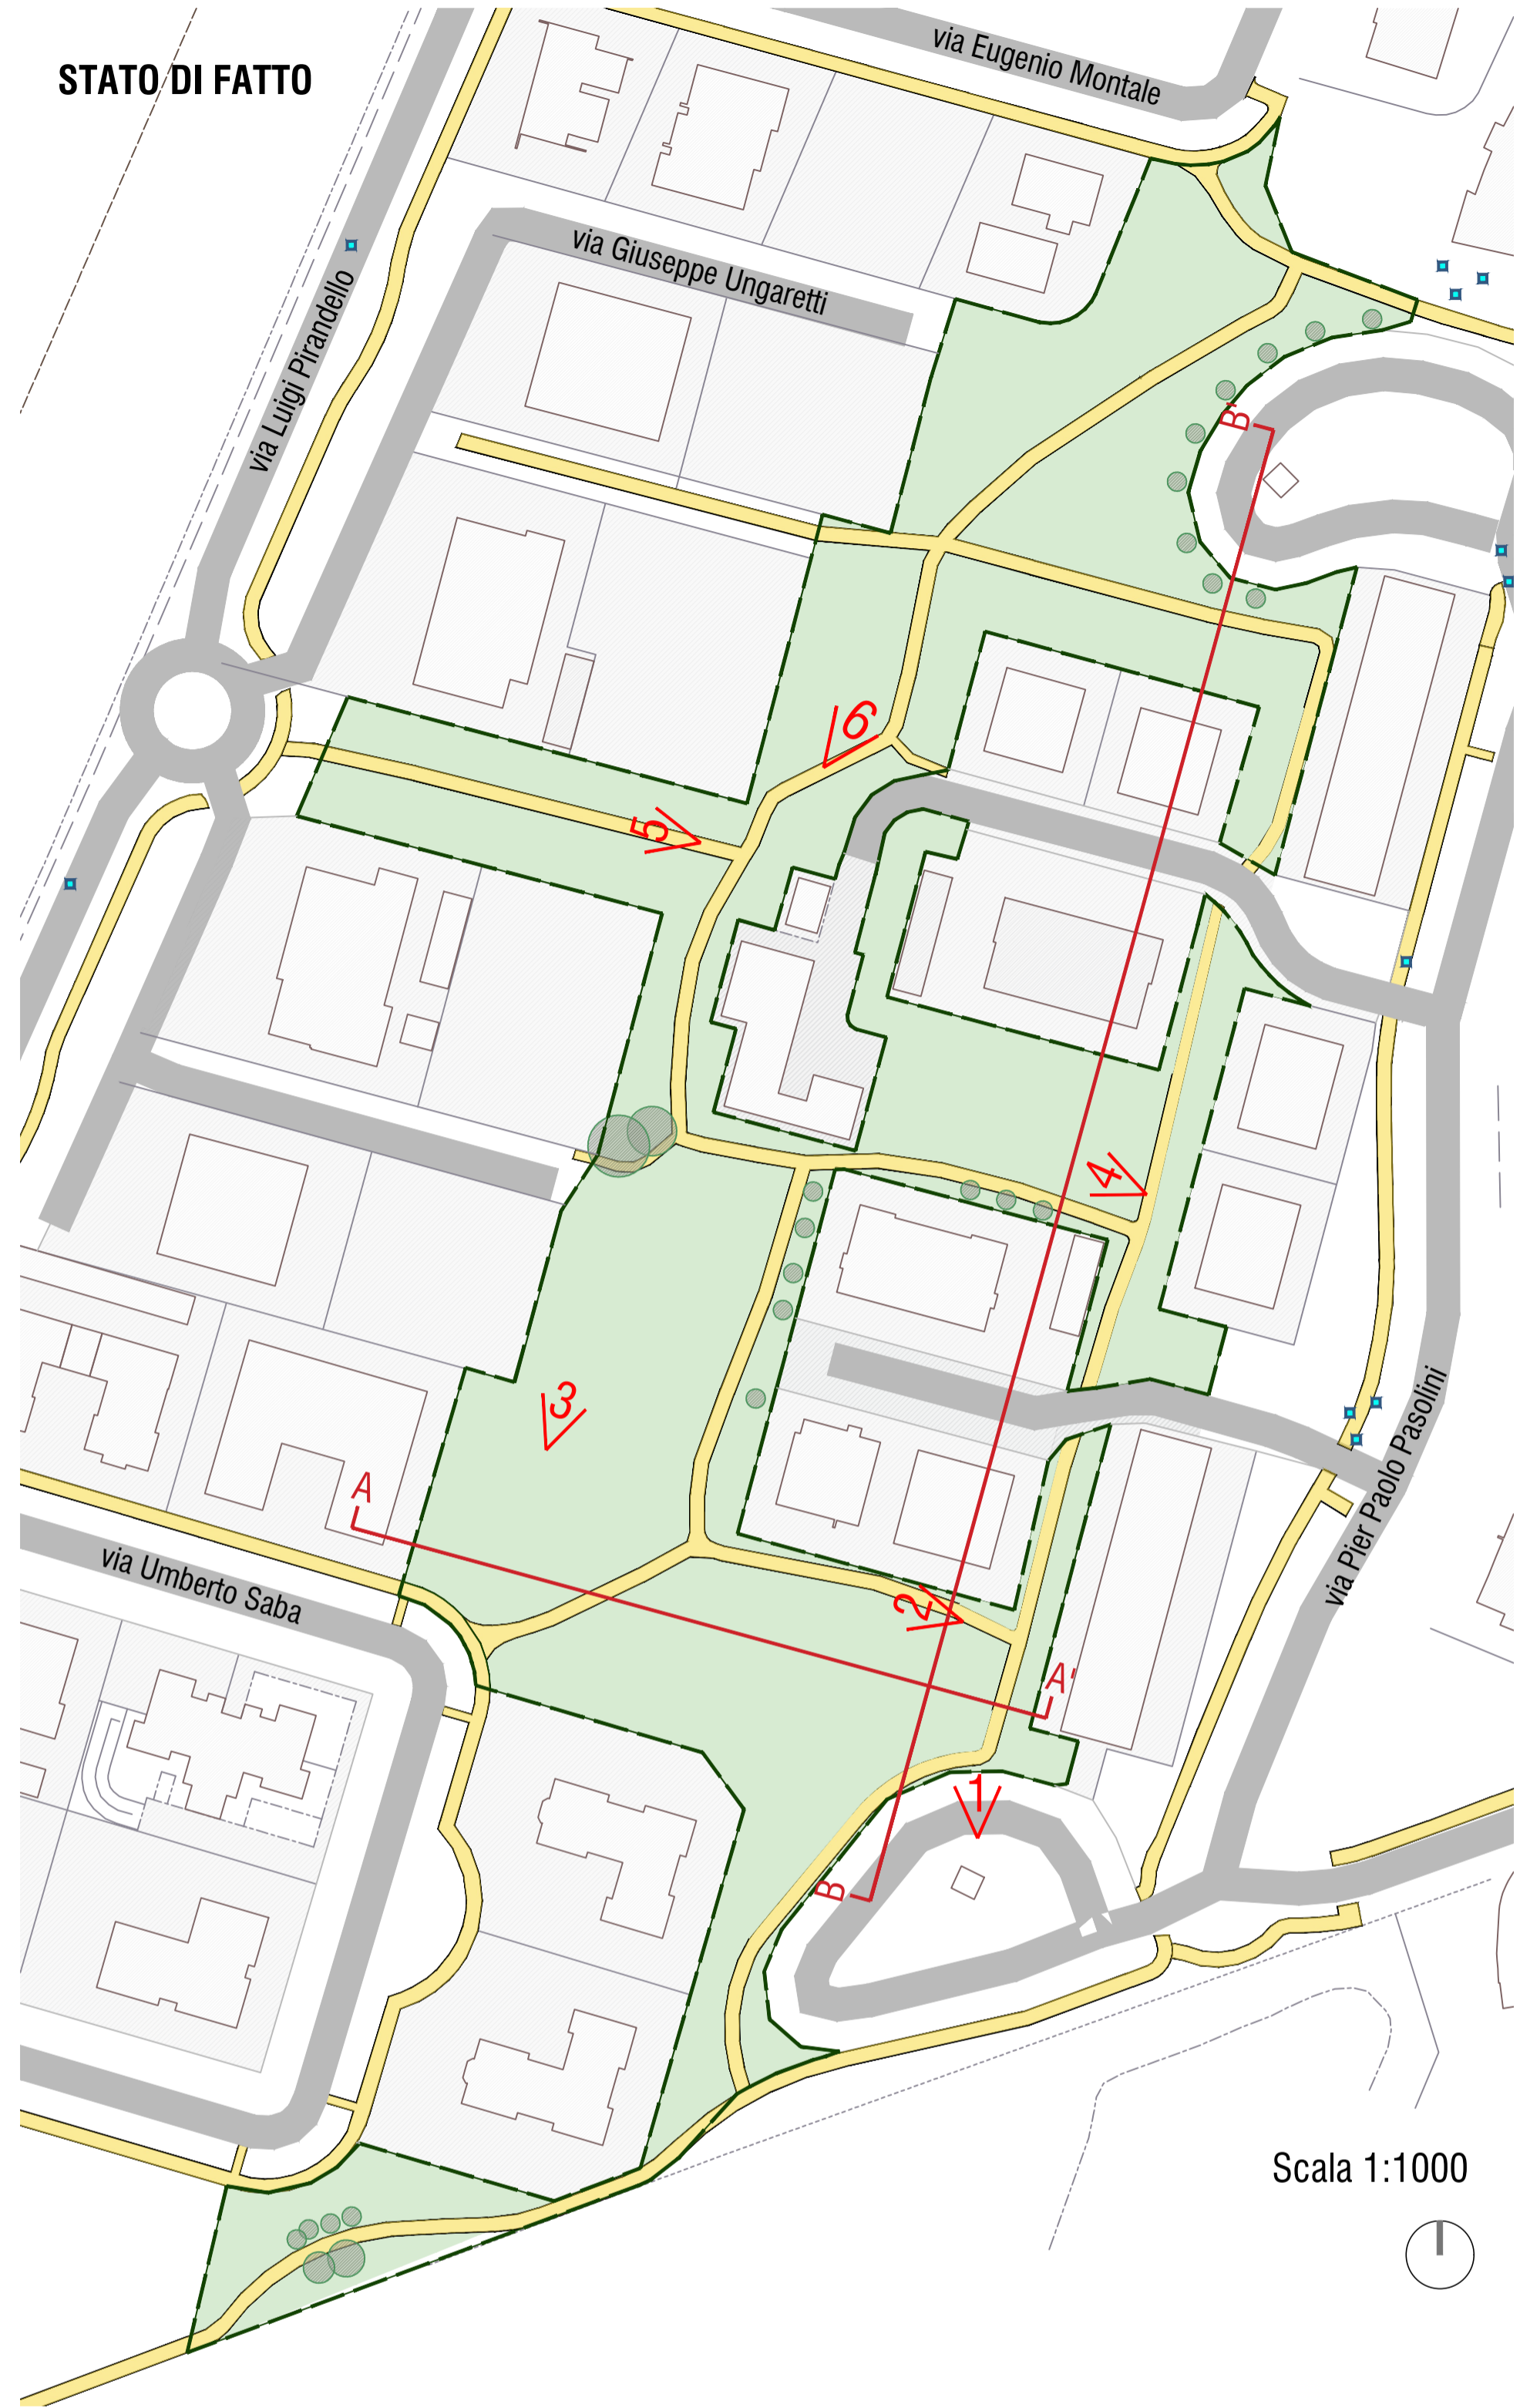 via Eugenio Montale
STATO DI FATTO
via Giuseppe Ungaretti
via Luigi Pirandello
B'
6
5
4
3
A
via Pier Paolo Pasolini
via Umberto Saba
2
A'
1
B
Scala 1:1000